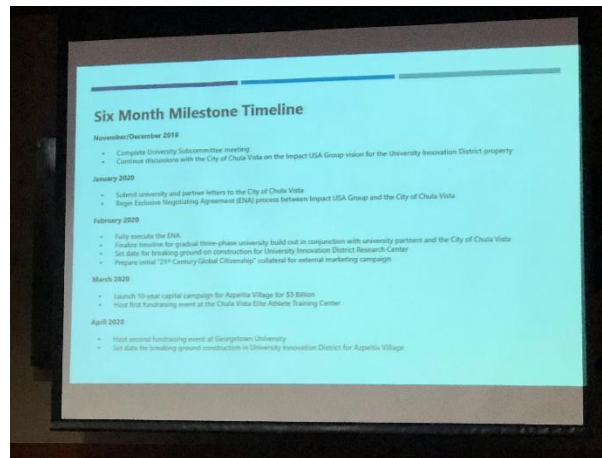 Six Month Milestone Timeline
November/December 2019
• Complete University Subcommittee meeting
• Continue discussions with the City of Chula Vista on the Impact USA Group vision for the University Innovation District property
January 2020
• Submit university and partner letters to the City of Chula Vista
• Begin Exclusive Negotiating Agreement (ENA) process between Impact USA Group and the City of Chula Vista
February 2020
• Fully execute the ENA
• Finalize timeline for gradual three-phase university build out in conjunction with university partners and the City of Chula Vista
• Set date for breaking ground on construction for University Innovation District Research Center
• Prepare initial "21st Century Global Citizenship" collateral for external marketing campaign
March 2020
• Launch 10-year capital campaign for Azpeitia Village for $3 Billion
• Host first fundraising event at the Chula Vista Elite Athlete Training Center
April 2020
• Host second fundraising event at Georgetown University
• Set date for breaking ground construction in University Innovation District for Azpeitia Village